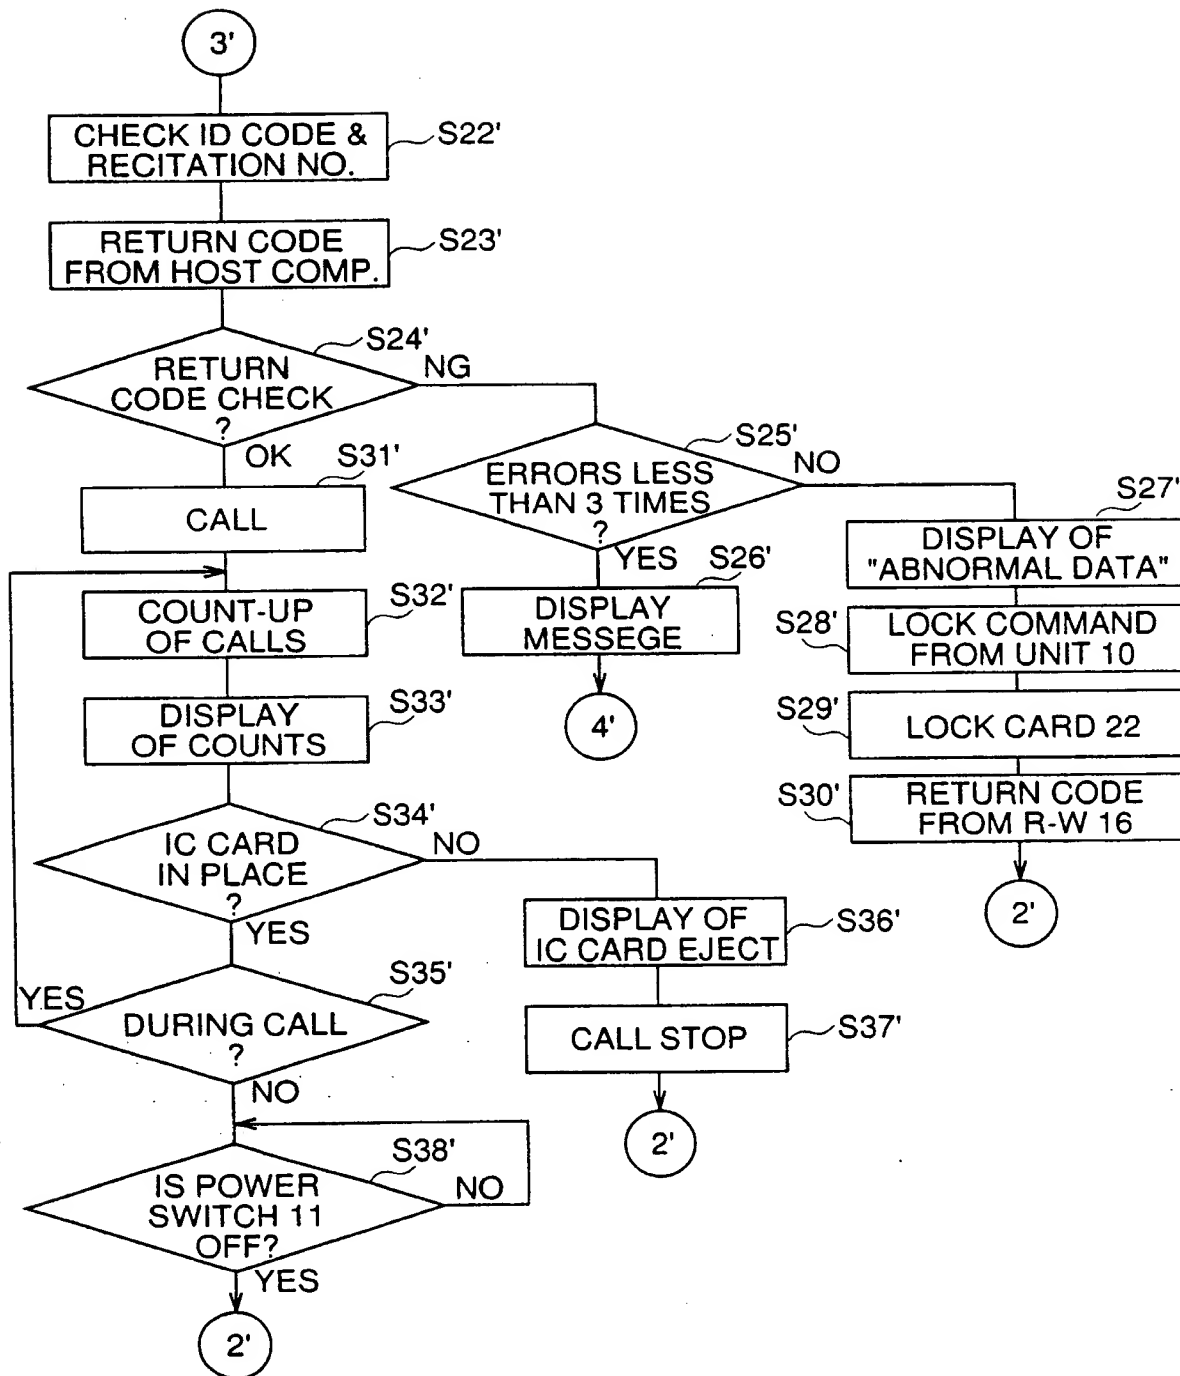 3'
CHECK ID CODE &
RECITATION NO.
S22'
RETURN CODE
FROM HOST COMP.
S23'
RETURN
CODE CHECK
?
S24'
NG
OK
ERRORS LESS
THAN 3 TIMES
?
S25'
NO
YES
S31'
CALL
S26'
DISPLAY
MESSEGE
4'
S27'
DISPLAY OF
"ABNORMAL DATA"
S28'
LOCK COMMAND
FROM UNIT 10
S29'
LOCK CARD 22
S30'
RETURN CODE
FROM R-W 16
2'
COUNT-UP
OF CALLS
S32'
DISPLAY
OF COUNTS
S33'
IC CARD
IN PLACE
?
S34'
NO
YES
DISPLAY OF
IC CARD EJECT
S36'
CALL STOP
S37'
2'
DURING CALL
?
S35'
YES
NO
IS POWER
SWITCH 11
OFF?
S38'
NO
YES
2'